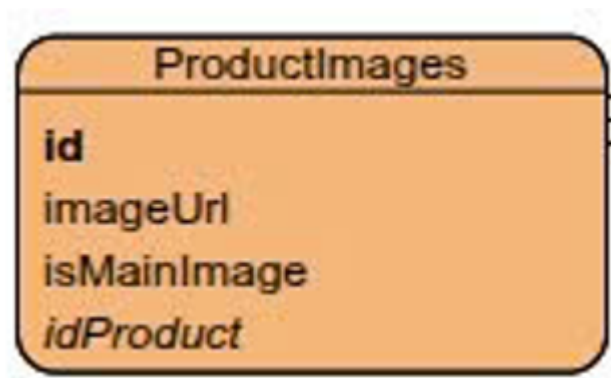 ProductImages
id
imageUrl
isMainImage
idProduct